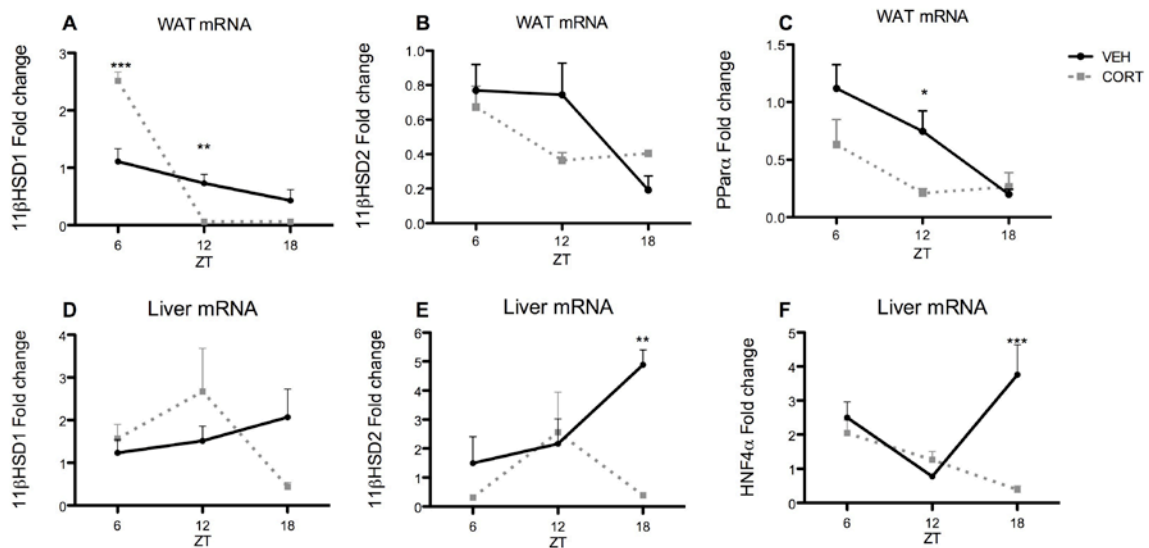 A
WAT mRNA
11βHSD1 Fold change
3
2
1
0
***
**
6
12
18
ZT
B
WAT mRNA
11βHSD2 Fold change
1.0
0.8
0.6
0.4
0.2
0.0
6
12
18
ZT
C
WAT mRNA
PParα Fold change
1.5
1.0
0.5
0.0
*
6
12
18
ZT
VEH
CORT
D
Liver mRNA
11βHSD1 Fold change
4
3
2
1
0
6
12
18
ZT
E
Liver mRNA
11βHSD2 Fold change
6
5
4
3
2
1
0
**
6
12
18
ZT
F
Liver mRNA
HNF4α Fold change
5
4
3
2
1
0
***
6
12
18
ZT